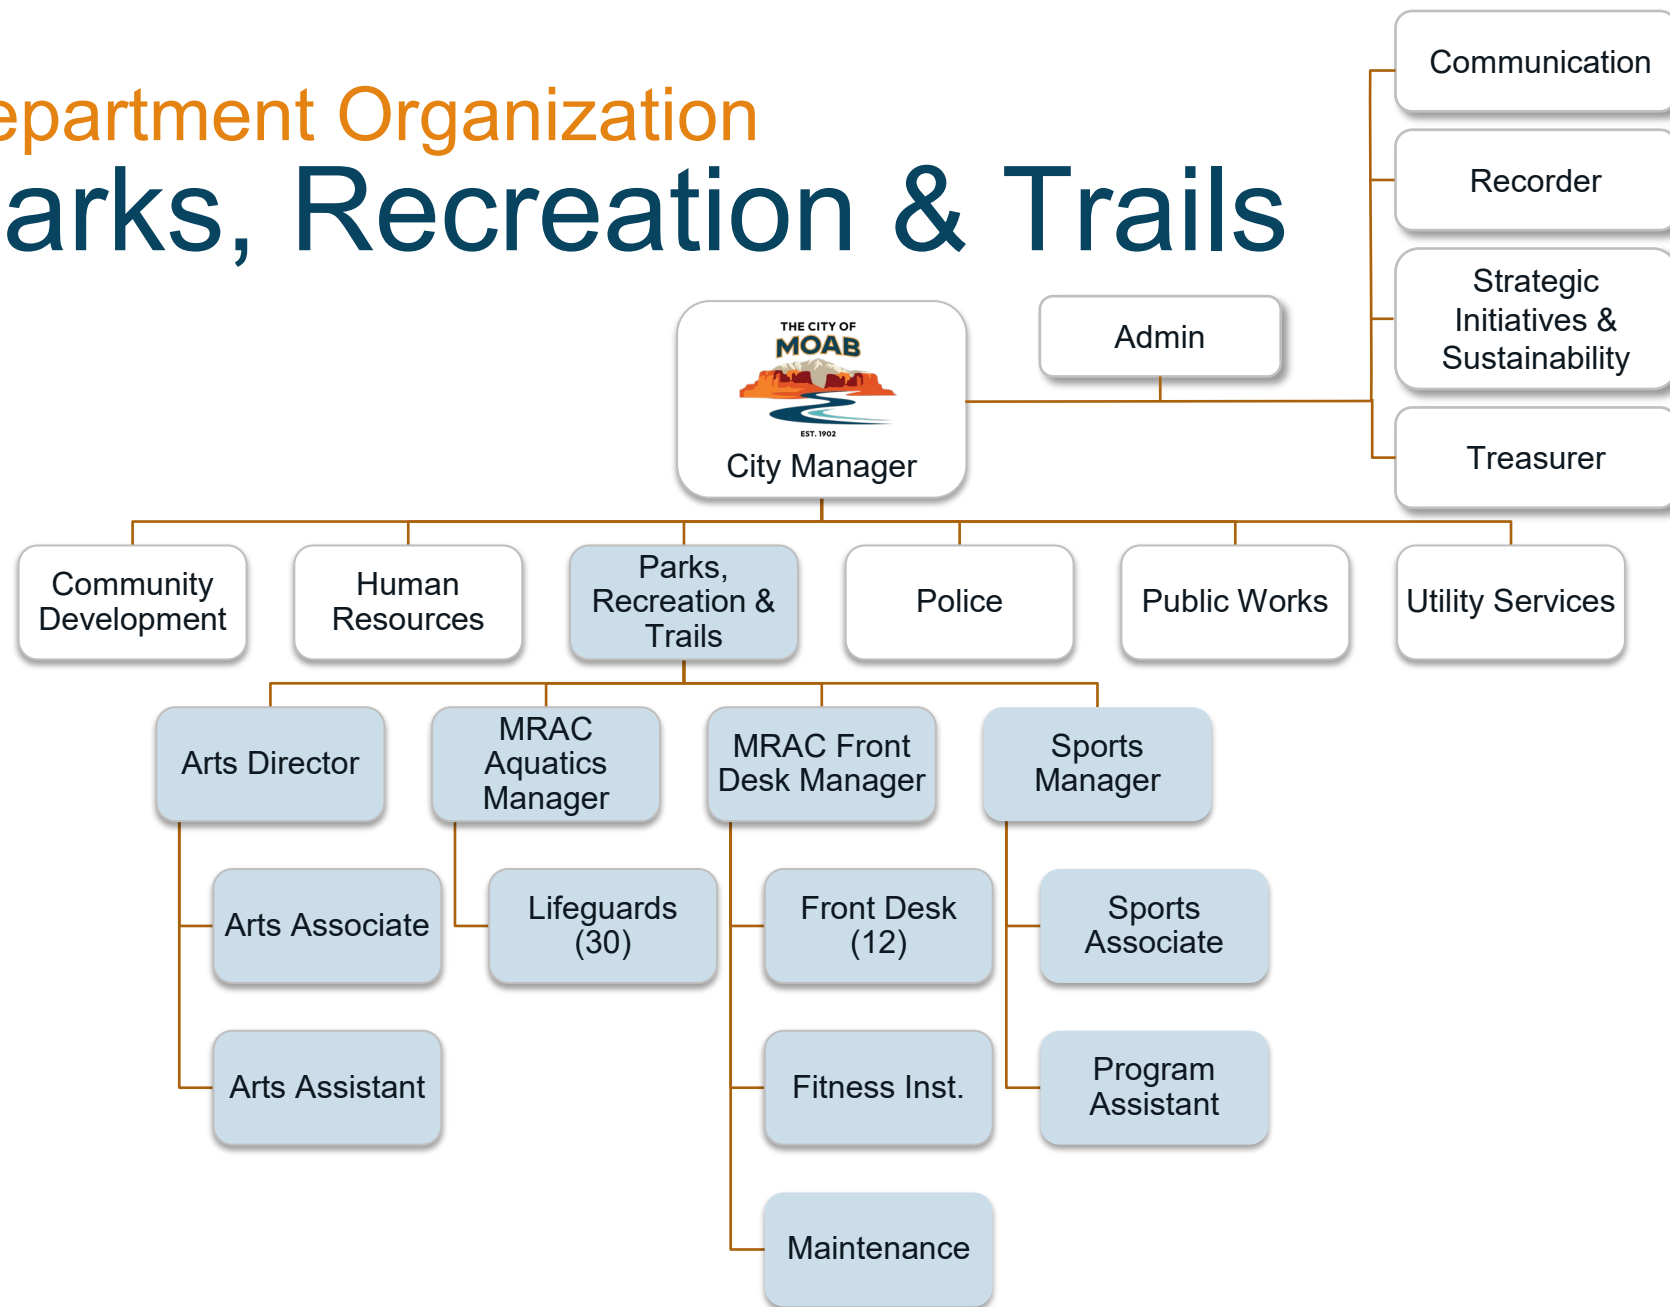 epartment Organization
arks, Recreation & Trails
Communication
Recorder
Strategic
Initiatives &
Sustainability
Treasurer
Admin
THE CITY OF
MOAB
EST. 1902
City Manager
Community
Development
Human
Resources
Parks,
Recreation &
Trails
Police
Public Works
Utility Services
Arts Director
MRAC
Aquatics
Manager
MRAC Front
Desk Manager
Sports
Manager
Arts Associate
Lifeguards
(30)
Front Desk
(12)
Sports
Associate
Arts Assistant
Fitness Inst.
Program
Assistant
Maintenance